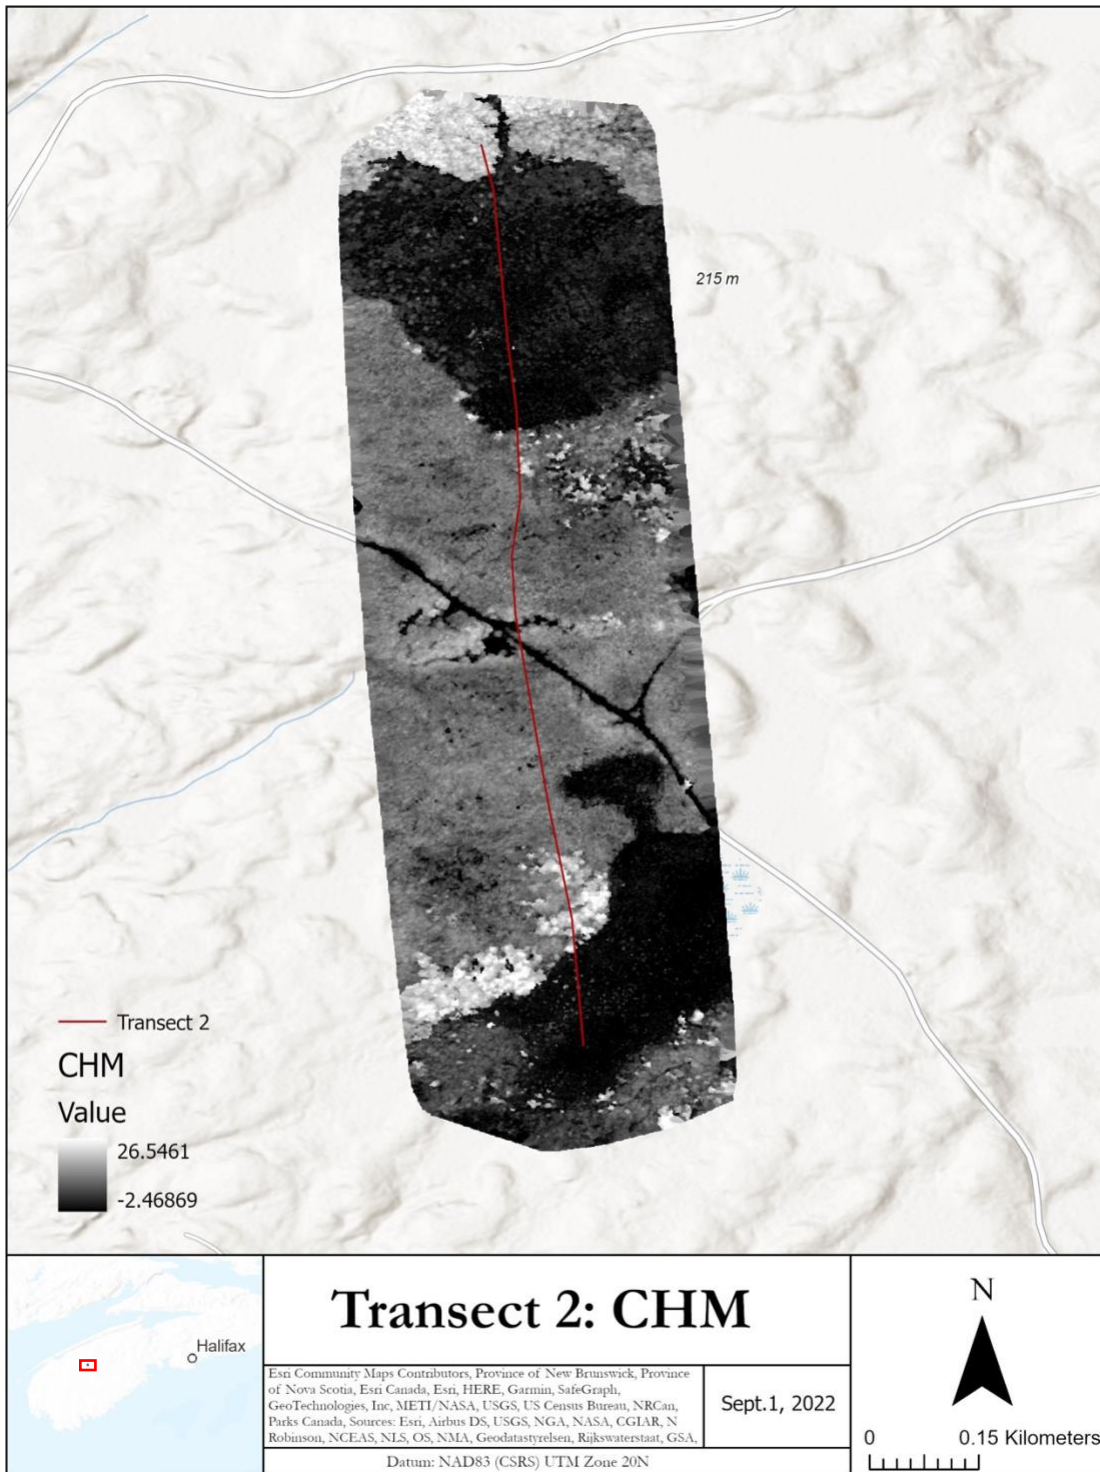 215 m
Transect 2
CHM
Value
26.5461
-2.46869
Halifax
Transect 2: CHM
Esri Community Maps Contributors, Province of New Brunswick, Province
of Nova Scotia, Esri Canada, Esri, HERE, Garmin, SafeGraph,
GeoTechnologies, Inc, METI/NASA, USGS, US Census Bureau, NRCan,
Parks Canada, Sources: Esri, Airbus DS, USGS, NGA, NASA, CGIAR, N
Robinson, NCEAS, NLS, OS, NMA, Geodatastyrelsen, Rijkswaterstaat, GSA,
Sept.1, 2022
Datum: NAD83 (CSRS) UTM Zone 20N
N
0 0.15 Kilometers